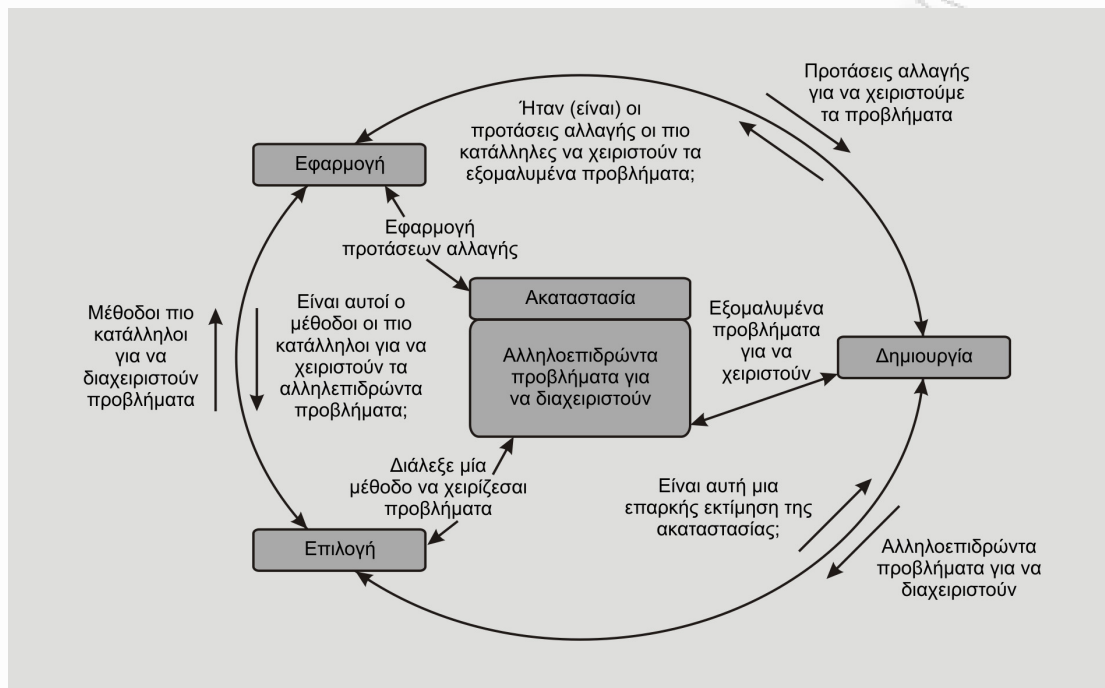 Προτάσεις αλλαγής
για να χειριστούμε
τα προβλήματα
Ήταν (είναι) οι
προτάσεις αλλαγής οι πιο
κατάλληλες να χειριστούν τα
εξομαλυμένα προβλήματα;
Εφαρμογή
Εφαρμογή
προτάσεων αλλαγής
Ακαταστασία
Αλληλοεπιδρώντα
προβλήματα για
να διαχειριστούν
Εξομαλυμένα
προβλήματα
για να
χειριστούν
Δημιουργία
Μέθοδοι πιο
κατάλληλοι
για να
διαχειριστούν
προβλήματα
Είναι αυτοί ο
μέθοδοι οι πιο
κατάλληλοι για να
χειριστούν τα
αλληλεπιδρώντα
προβλήματα;
Διάλεξε μία
μέθοδο να χειρίζεσαι
προβλήματα
Επιλογή
Είναι αυτή μια
επαρκής εκτίμηση της
ακαταστασίας;
Αλληλοεπιδρώντα
προβλήματα για να
διαχειριστούν